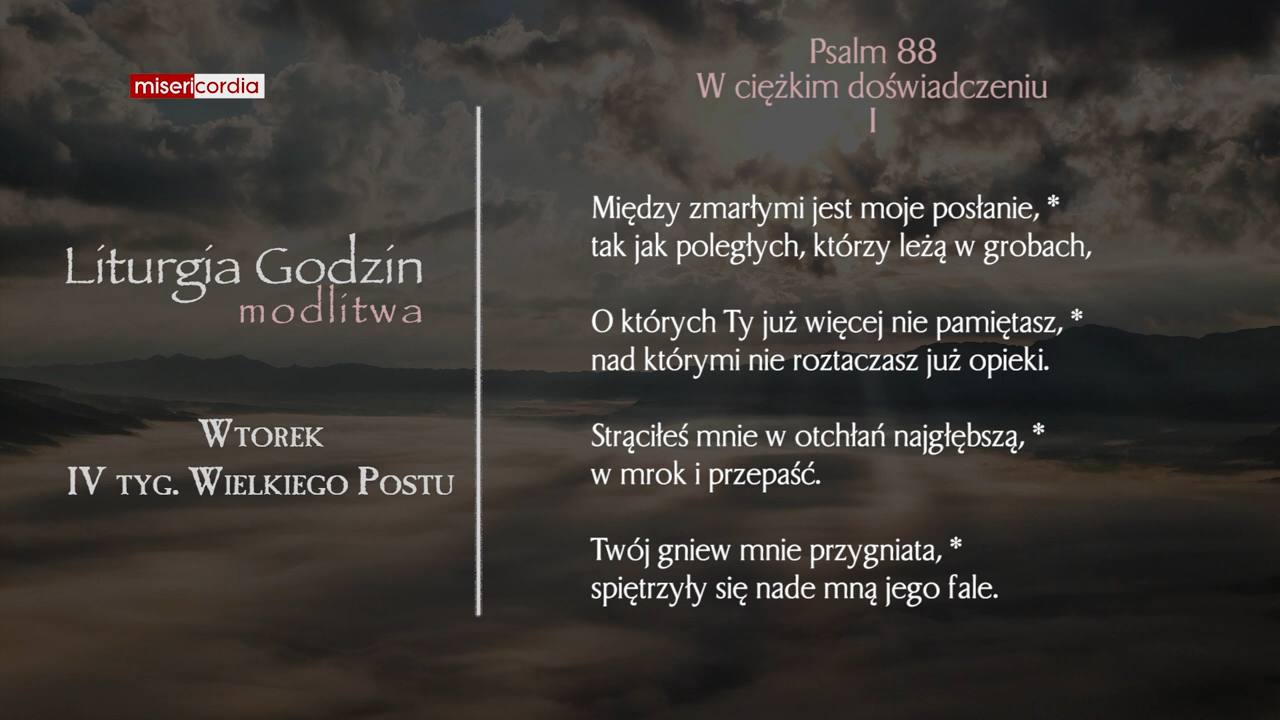 misericordia
Liturgia Godzin
modlitwa
Wtorek
IV tyg. Wielkiego Postu
Psalm 88
W ciężkim doświadczeniu
I
Między zmarłymi jest moje posłanie, *
tak jak poległych, którzy leżą w grobach,
O których Ty już więcej nie pamiętasz, *
nad którymi nie roztaczasz już opieki.
Strąciłeś mnie w otchłań najgłębszą, *
w mrok i przepaść.
Twój gniew mnie przygniata, *
spiętrzyły się nade mną jego fale.